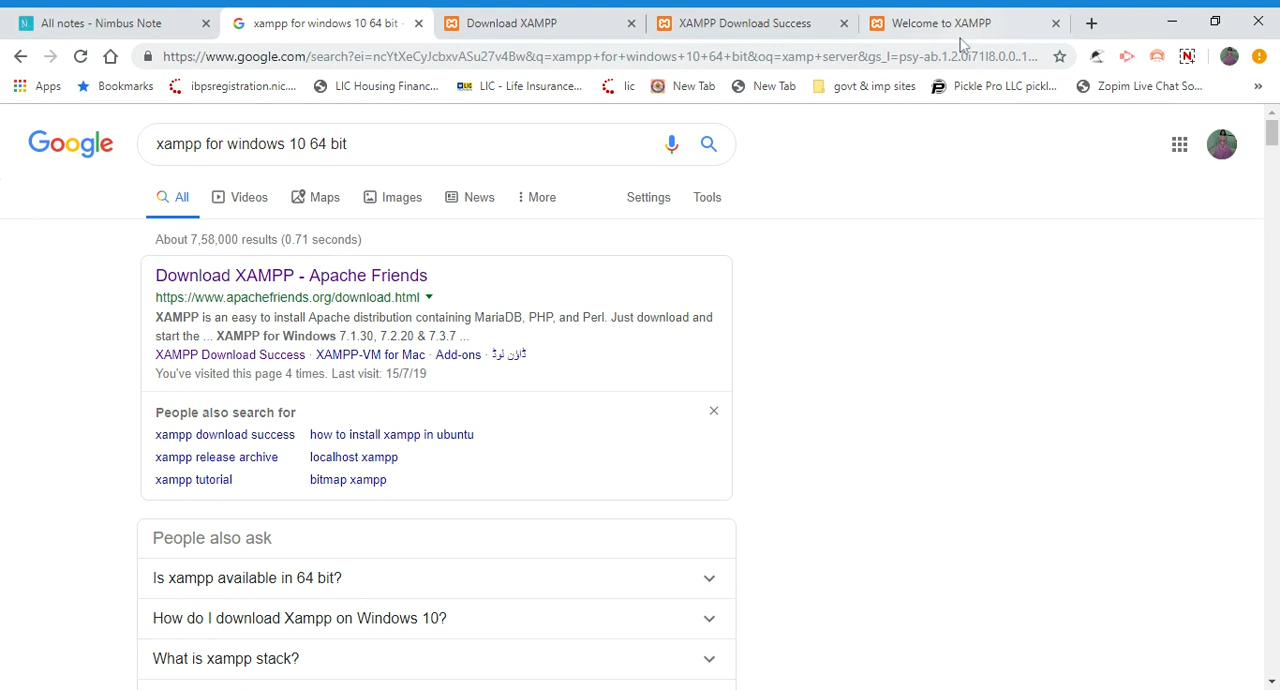 All notes - Nimbus Note
xampp for windows 10 64 bit
Download XAMPP
XAMPP Download Success
Welcome to XAMPP
https://www.google.com/search?ei=ncYtXeCyJcbxvASu27v4Bw&q=xampp+for+windows+10+64+bit&oq=xamp+server&gs_l=psy-ab.1.2.0i71l8.0.0..1...
Apps
Bookmarks
ibpsregistration.nic....
LIC Housing Financ...
LIC - Life Insurance...
lic
New Tab
New Tab
govt & imp sites
Pickle Pro LLC pickl...
Zopim Live Chat So...
»
Google
xampp for windows 10 64 bit
All
Videos
Maps
Images
News
More
Settings
Tools
About 7,58,000 results (0.71 seconds)
Download XAMPP - Apache Friends
https://www.apachefriends.org/download.html
XAMPP is an easy to install Apache distribution containing MariaDB, PHP, and Perl. Just download and
start the ... XAMPP for Windows 7.1.30, 7.2.20 & 7.3.7 ...
XAMPP Download Success · XAMPP-VM for Mac · Add-ons · ڈاؤن لوڈ
You've visited this page 4 times. Last visit: 15/7/19
People also search for
xampp download success
how to install xampp in ubuntu
xampp release archive
localhost xampp
xampp tutorial
bitmap xampp
People also ask
Is xampp available in 64 bit?
How do I download Xampp on Windows 10?
What is xampp stack?